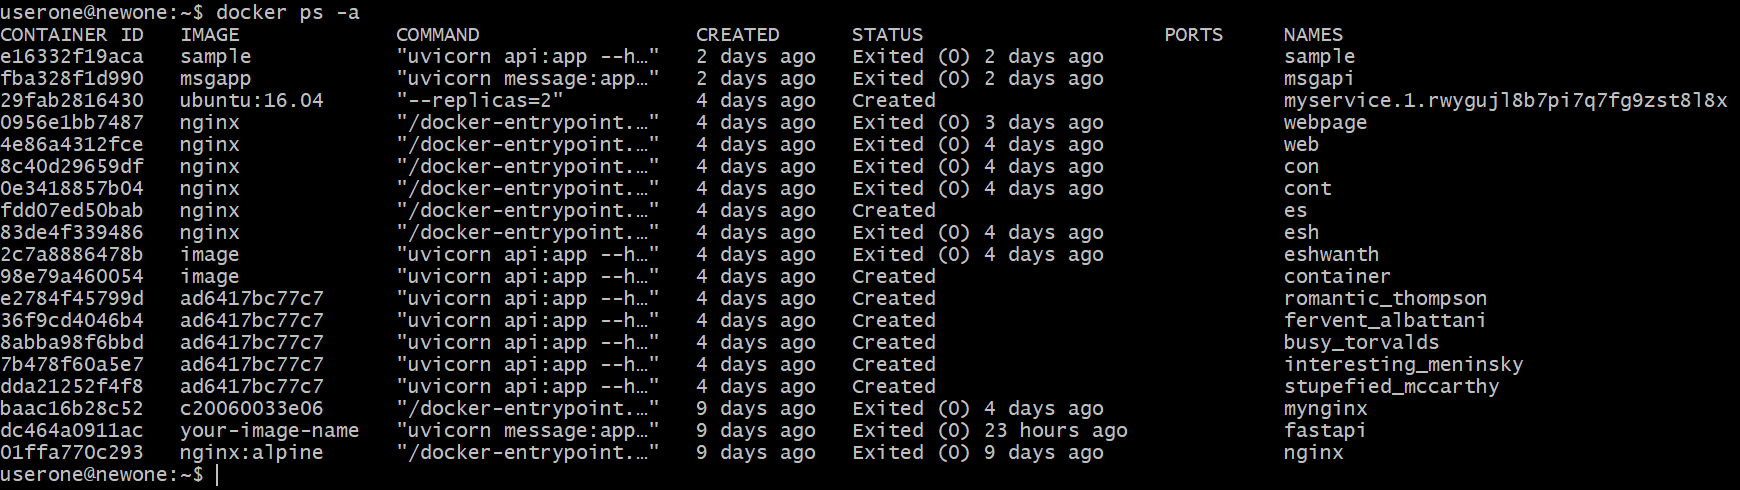 userone@newone:~$ docker ps -a
CONTAINER ID   IMAGE             COMMAND                  CREATED      STATUS                    PORTS     NAMES
e16332f19aca   sample            "uvicorn api:app --h…"   2 days ago   Exited (0) 2 days ago               sample
fba328f1d990   msgapp            "uvicorn message:app…"   2 days ago   Exited (0) 2 days ago               msgapi
29fab2816430   ubuntu:16.04      "--replicas=2"           4 days ago   Created                             myservice.1.rwygujl8b7pi7q7fg9zst8l8x
0956e1bb7487   nginx             "/docker-entrypoint.…"   4 days ago   Exited (0) 3 days ago               webpage
4e86a4312fce   nginx             "/docker-entrypoint.…"   4 days ago   Exited (0) 4 days ago               web
8c40d29659df   nginx             "/docker-entrypoint.…"   4 days ago   Exited (0) 4 days ago               con
0e3418857b04   nginx             "/docker-entrypoint.…"   4 days ago   Exited (0) 4 days ago               cont
fdd07ed50bab   nginx             "/docker-entrypoint.…"   4 days ago   Created                             es
83de4f339486   nginx             "/docker-entrypoint.…"   4 days ago   Exited (0) 4 days ago               esh
2c7a8886478b   image             "uvicorn api:app --h…"   4 days ago   Exited (0) 4 days ago               eshwanth
98e79a460054   image             "uvicorn api:app --h…"   4 days ago   Created                             container
e2784f45799d   ad6417bc77c7      "uvicorn api:app --h…"   4 days ago   Created                             romantic_thompson
36f9cd4046b4   ad6417bc77c7      "uvicorn api:app --h…"   4 days ago   Created                             fervent_albattani
8abba98f6bbd   ad6417bc77c7      "uvicorn api:app --h…"   4 days ago   Created                             busy_torvalds
7b478f60a5e7   ad6417bc77c7      "uvicorn api:app --h…"   4 days ago   Created                             interesting_meninsky
dda21252f4f8   ad6417bc77c7      "uvicorn api:app --h…"   4 days ago   Created                             stupefied_mccarthy
baac16b28c52   c20060033e06      "/docker-entrypoint.…"   9 days ago   Exited (0) 4 days ago               mynginx
dc464a0911ac   your-image-name   "uvicorn message:app…"   9 days ago   Exited (0) 23 hours ago             fastapi
01ffa770c293   nginx:alpine      "/docker-entrypoint.…"   9 days ago   Exited (0) 9 days ago               nginx
userone@newone:~$